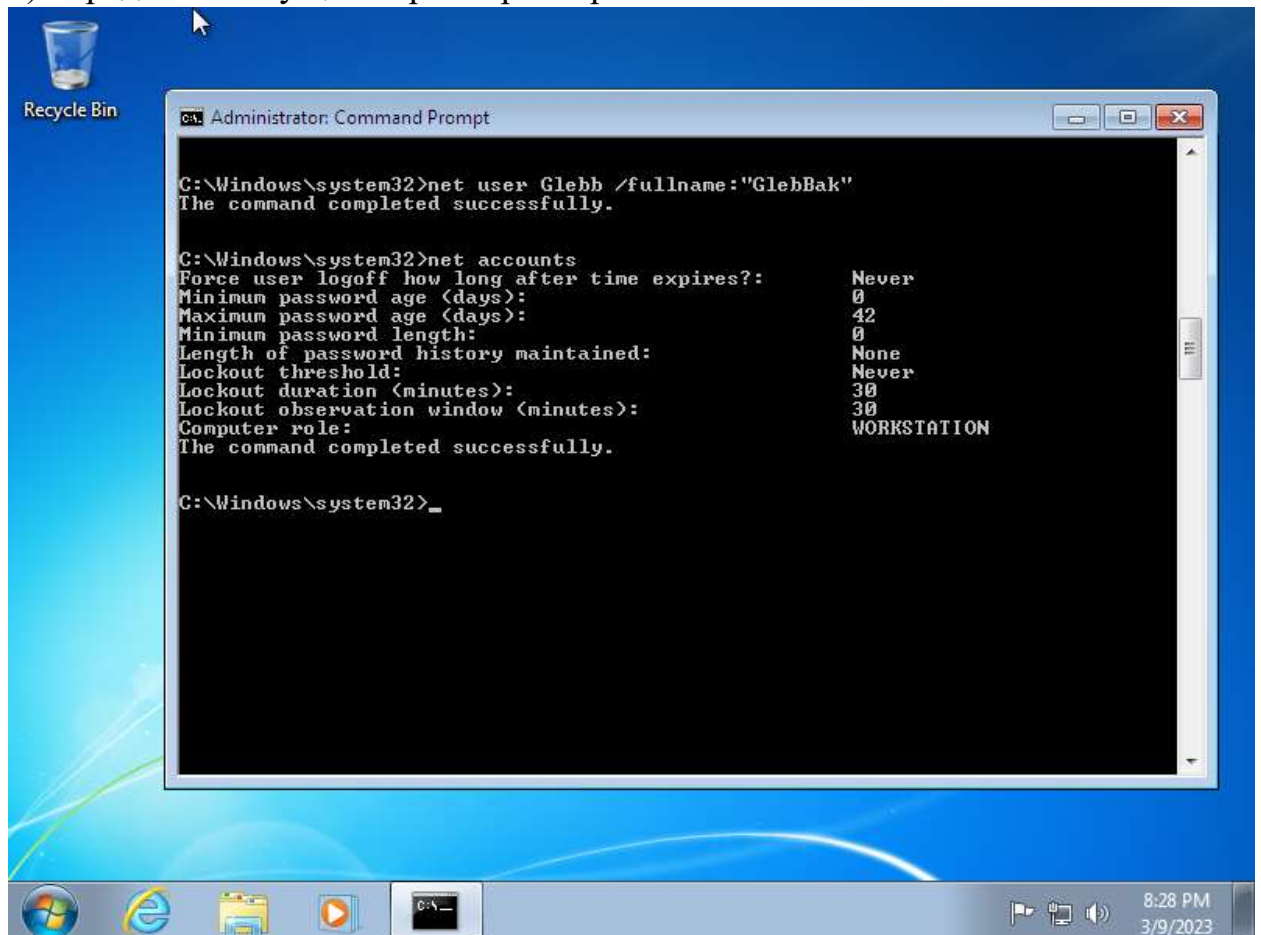 Recycle Bin
Administrator: Command Prompt
C:\Windows\system32>net user Glebb /fullname:"GlebBak"
The command completed successfully.
C:\Windows\system32>net accounts
Force user logoff how long after time expires?: Never
Minimum password age (days): 0
Maximum password age (days): 42
Minimum password length: 0
Length of password history maintained: None
Lockout threshold: Never
Lockout duration (minutes): 30
Lockout observation window (minutes): 30
Computer role: WORKSTATION
The command completed successfully.
C:\Windows\system32>_
8:28 PM
3/9/2023